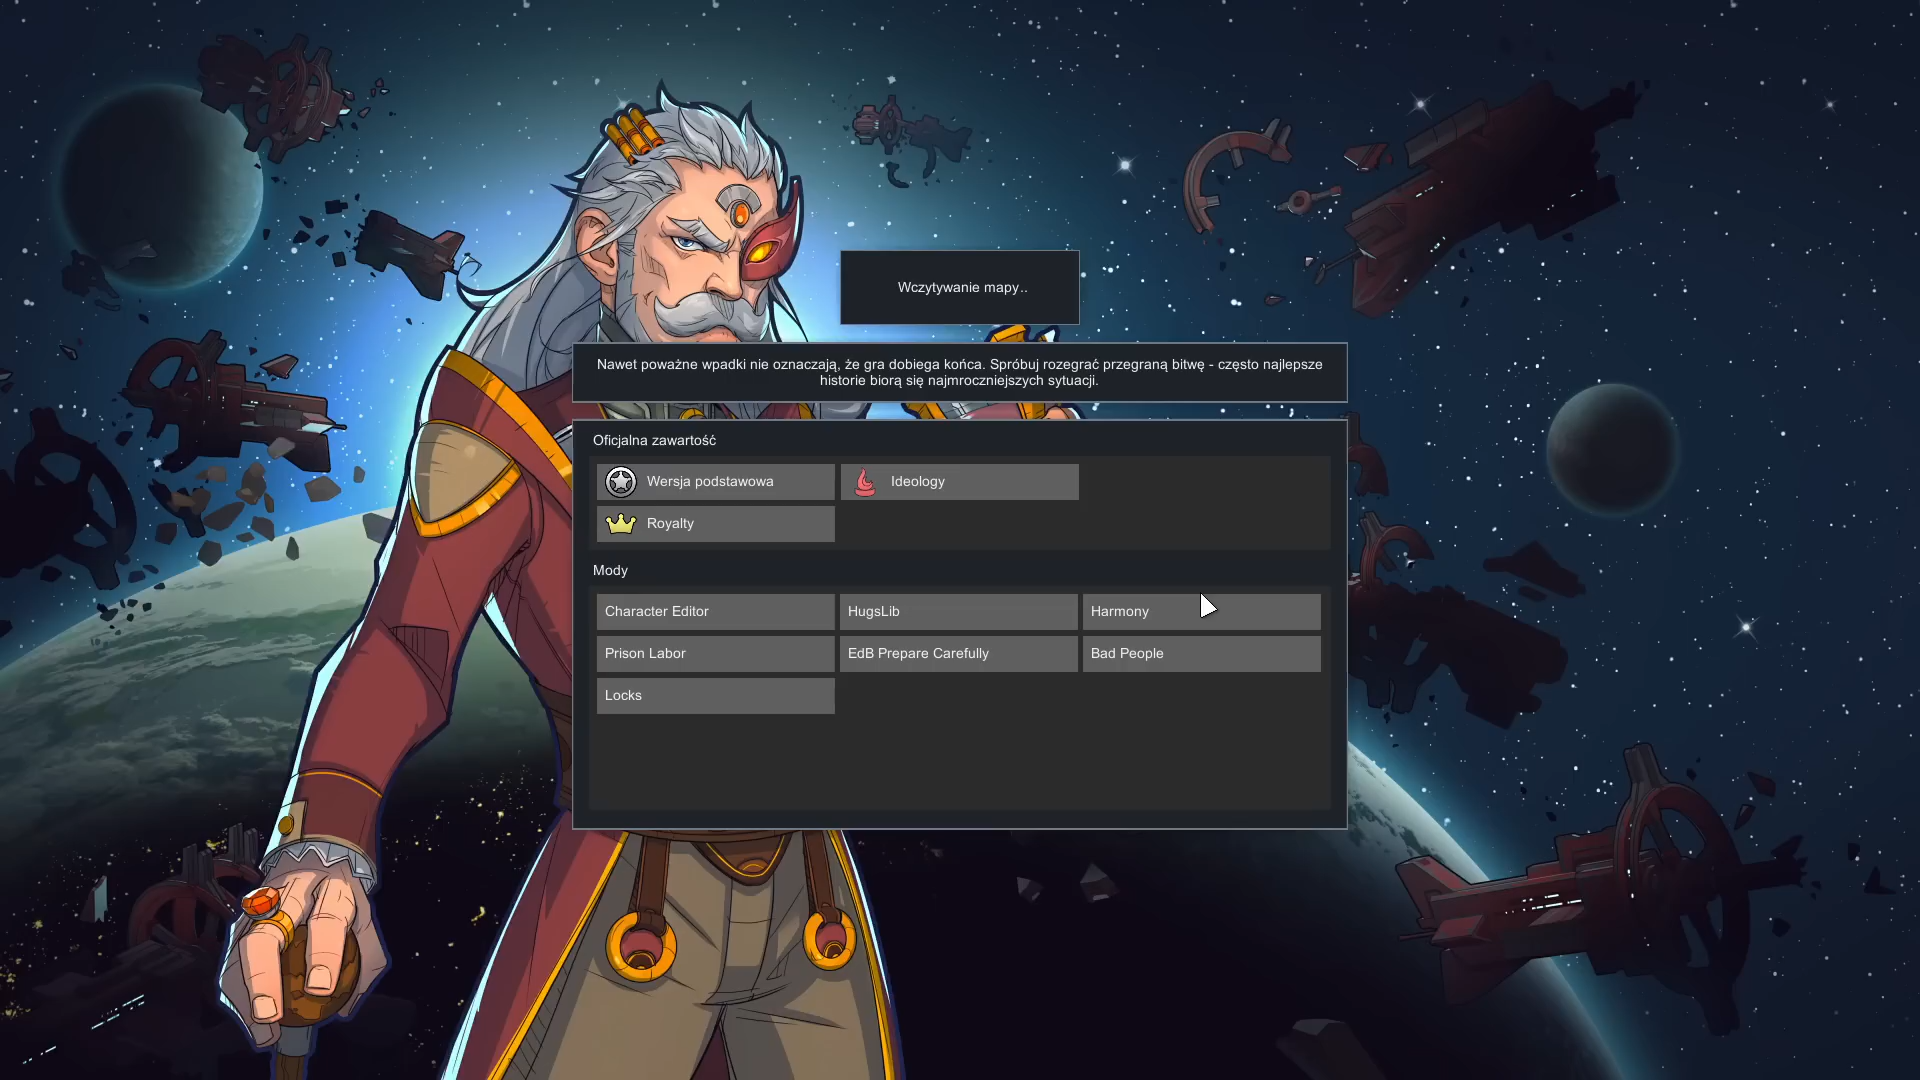 Wczytywanie mapy..
Nawet poważne wpadki nie oznaczają, że gra dobiega końca. Spróbuj rozegrać przegraną bitwę - często najlepsze
historie biorą się najmroczniejszych sytuacji.
Oficjalna zawartość
Wersja podstawowa
Ideology
Royalty
Mody
Character Editor
HugsLib
Harmony
Prison Labor
EdB Prepare Carefully
Bad People
Locks